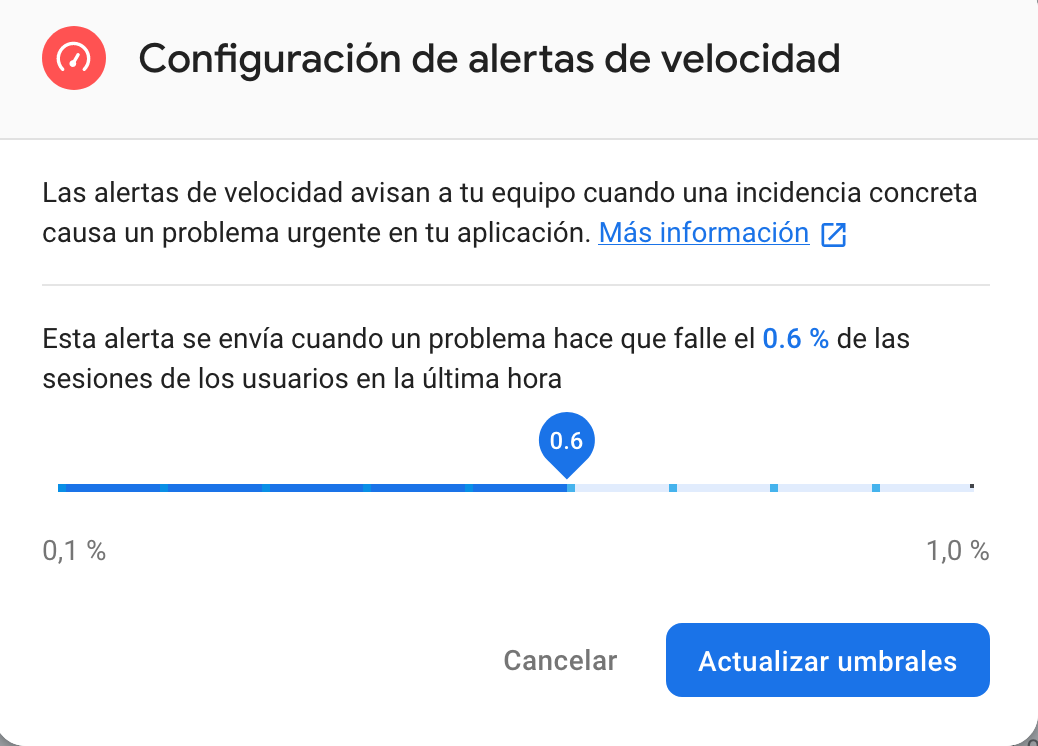 Configuración de alertas de velocidad
Las alertas de velocidad avisan a tu equipo cuando una incidencia concreta
causa un problema urgente en tu aplicación. Más información
Esta alerta se envía cuando un problema hace que falle el 0.6 % de las
sesiones de los usuarios en la última hora
0.6
0,1 %
1,0 %
Cancelar
Actualizar umbrales